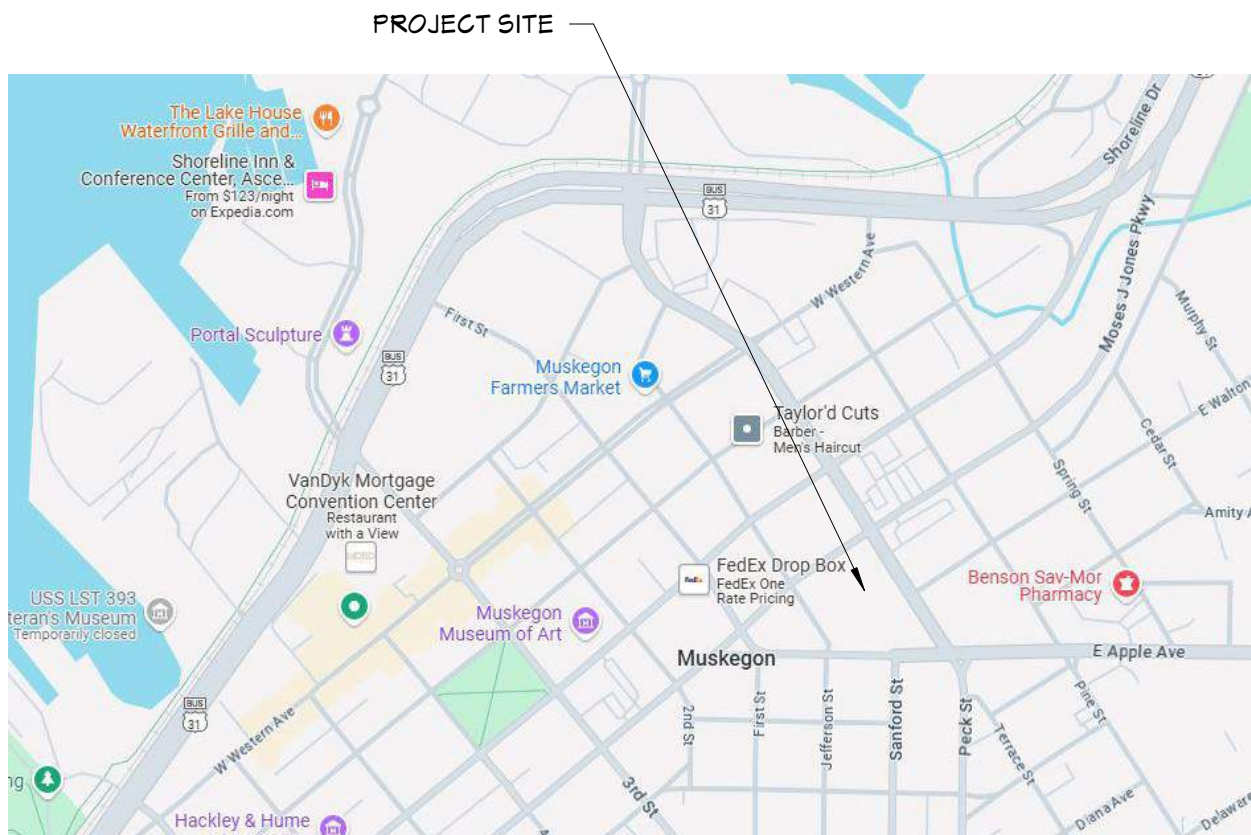 PROJECT SITE
The Lake House
Waterfront Grille and...
Shoreline Inn &
Conference Center, Asce...
From $123/night
on Expedia.com
Shoreline Dr
BUS
31
Moses J Jones Pkwy
W Western Ave
Murphy St
First St
Portal Sculpture
BUS
31
Muskegon
Farmers Market
E Walton
Taylor'd Cuts
Barber -
Men's Haircut
Cedar St
Spring St
VanDyk Mortgage
Convention Center
Restaurant
with a View
Amity A
FedEx Drop Box
FedEx One
Rate Pricing
FedEx
Benson Sav-Mor
Pharmacy
USS LST 393
teran's Museum
Temporarily closed
Muskegon
Museum of Art
Muskegon
E Apple Ave
BUS
31
W Western Ave
2nd St
First St
Jefferson St
Sanford St
Peck St
Terrace St
Pine St
ng
3rd St
Diana Ave
Delaware
Hackley & Hume